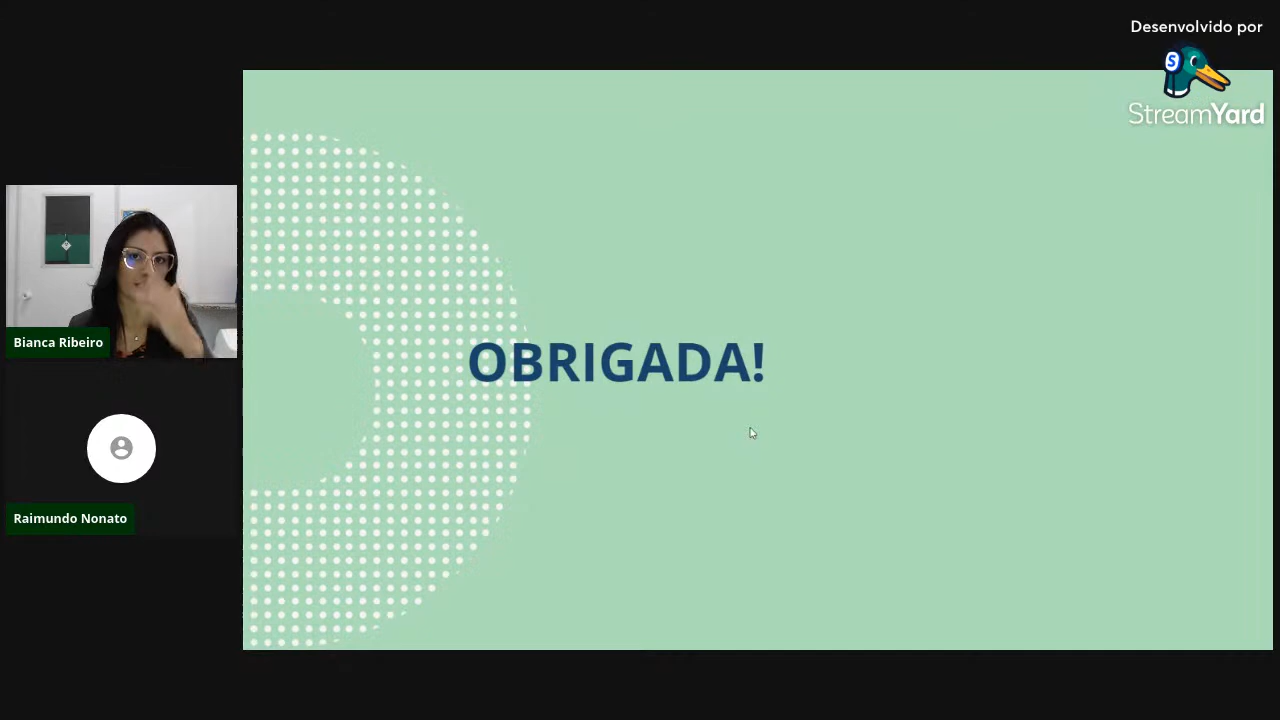 Desenvolvido por
StreamYard
Bianca Ribeiro
OBRIGADA!
Raimundo Nonato